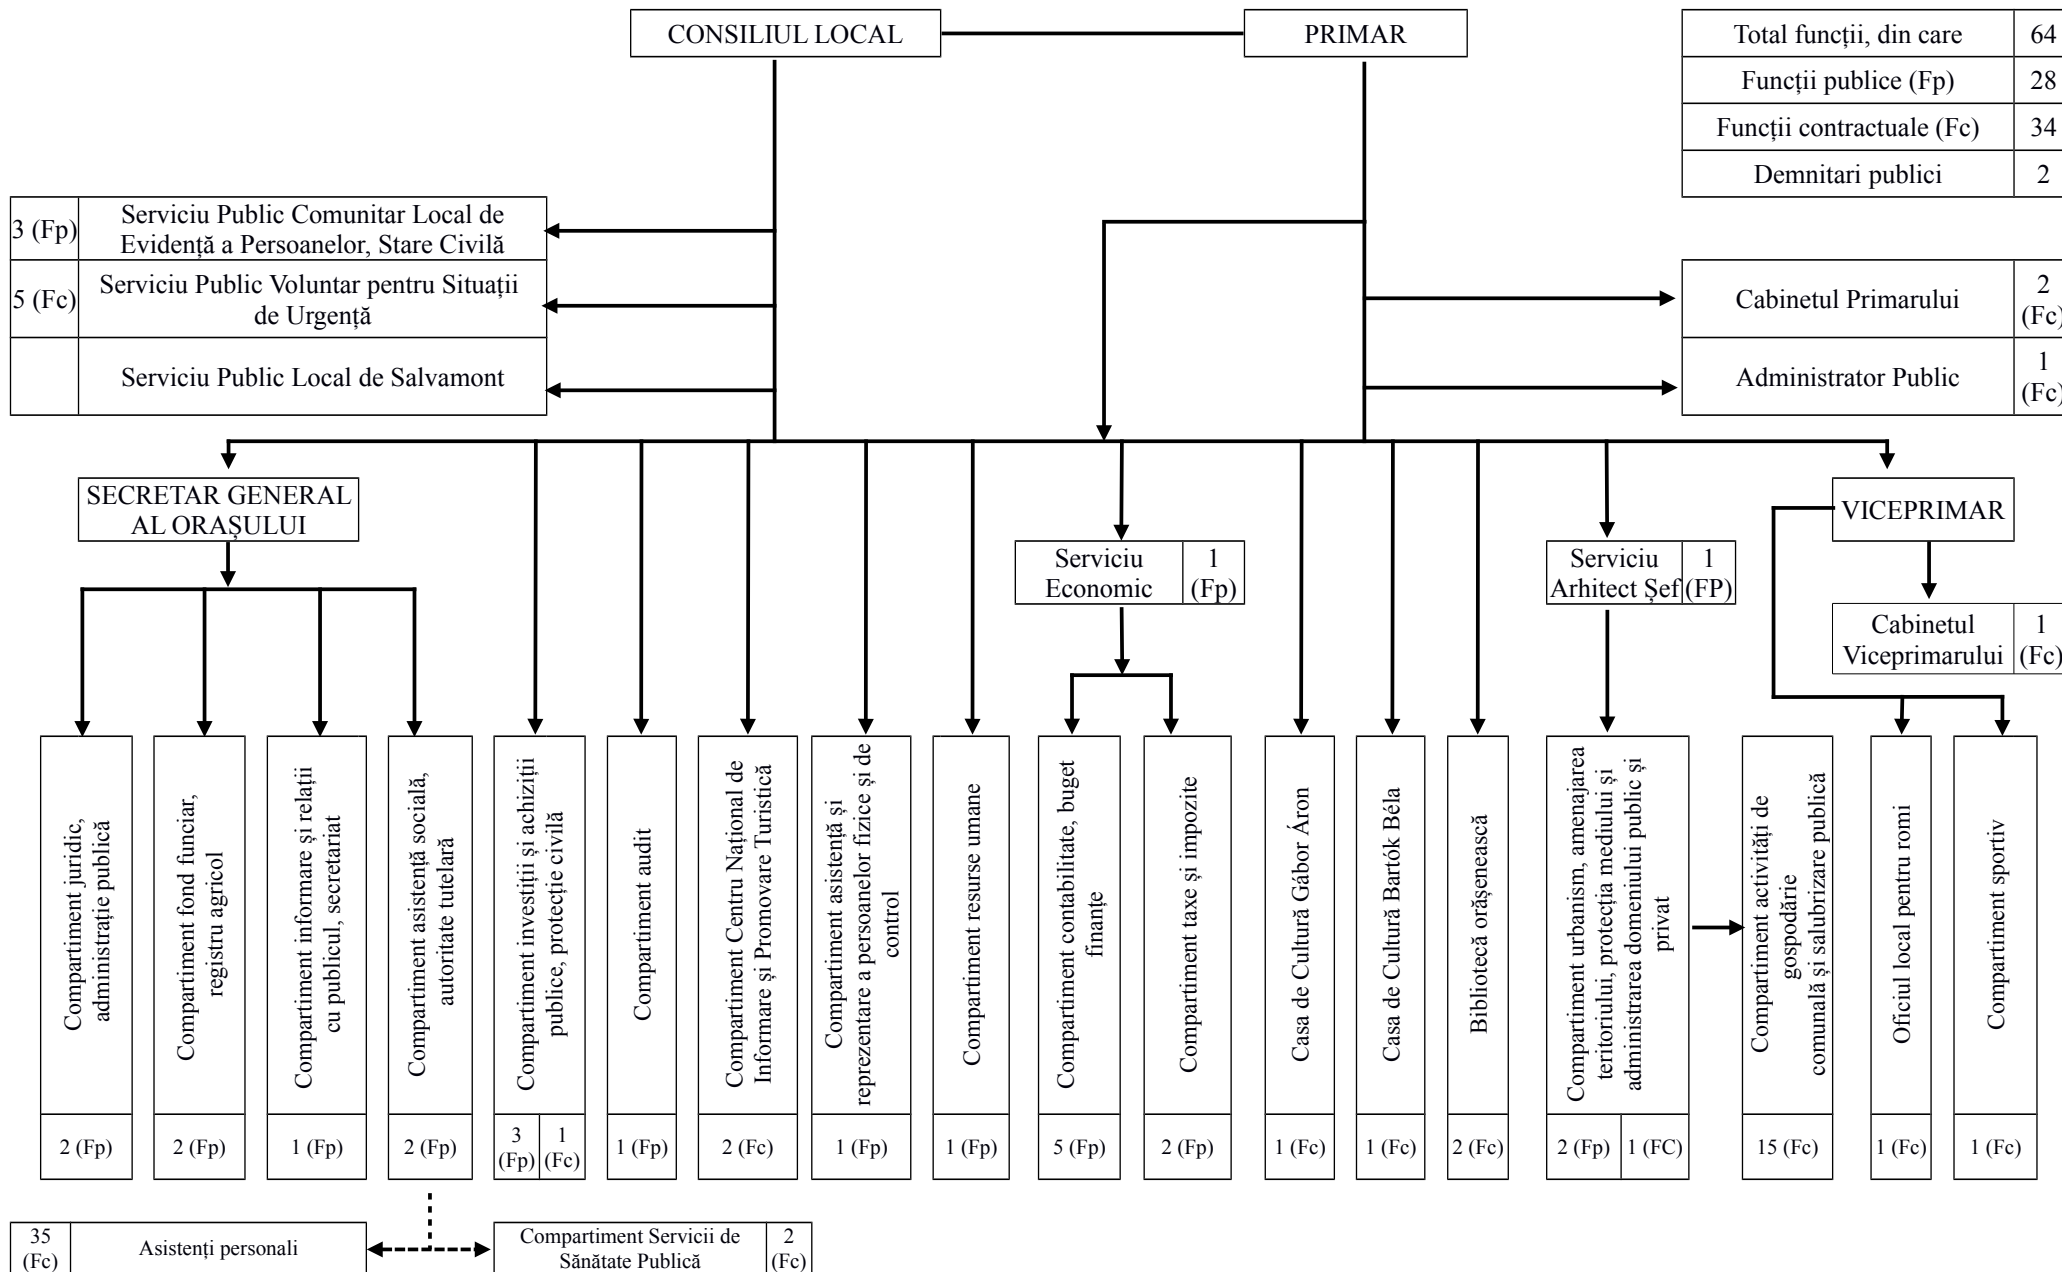 CONSILIUL LOCAL
PRIMAR
Total funcții, din care 64
Funcții publice (Fp) 28
Funcții contractuale (Fc) 34
Demnitari publici 2
3 (Fp)
Serviciu Public Comunitar Local de
Evidență a Persoanelor, Stare Civilă
5 (Fc)
Serviciu Public Voluntar pentru Situații
de Urgență
Serviciu Public Local de Salvamont
Cabinetul Primarului
2
(Fc)
Administrator Public
1
(Fc)
SECRETAR GENERAL
AL ORAȘULUI
VICEPRIMAR
Serviciu
Economic
1
(Fp)
Serviciu
Arhitect Șef
1
(FP)
Cabinetul
Viceprimarului
1
(Fc)
Compartiment juridic,
administrație publică
2 (Fp)
Compartiment fond funciar,
registru agricol
2 (Fp)
Compartiment informare și relații
cu publicul, secretariat
1 (Fp)
Compartiment asistență socială,
autoritate tutelară
2 (Fp)
Compartiment investiții și achiziții
publice, protecție civilă
3
(Fp)
1
(Fc)
Compartiment audit
1 (Fp)
Compartiment Centru Național de
Informare și Promovare Turistică
2 (Fc)
Compartiment asistență și
reprezentare a persoanelor fizice și de
control
1 (Fp)
Compartiment resurse umane
1 (Fp)
Compartiment contabilitate, buget
finanțe
5 (Fp)
Compartiment taxe și impozite
2 (Fp)
Casa de Cultură Gábor Áron
1 (Fc)
Casa de Cultură Bartók Béla
1 (Fc)
Bibliotecă orășenească
2 (Fc)
Compartiment urbanism, amenajarea
teritoriului, protecția mediului și
administrarea domeniului public și
privat
2 (Fp)
1 (FC)
Compartiment activități de
gospodărie
comunală și salubrizare publică
15 (Fc)
Oficiul local pentru romi
1 (Fc)
Compartiment sportiv
1 (Fc)
35
(Fc)
Asistenți personali
Compartiment Servicii de
Sănătate Publică
2
(Fc)